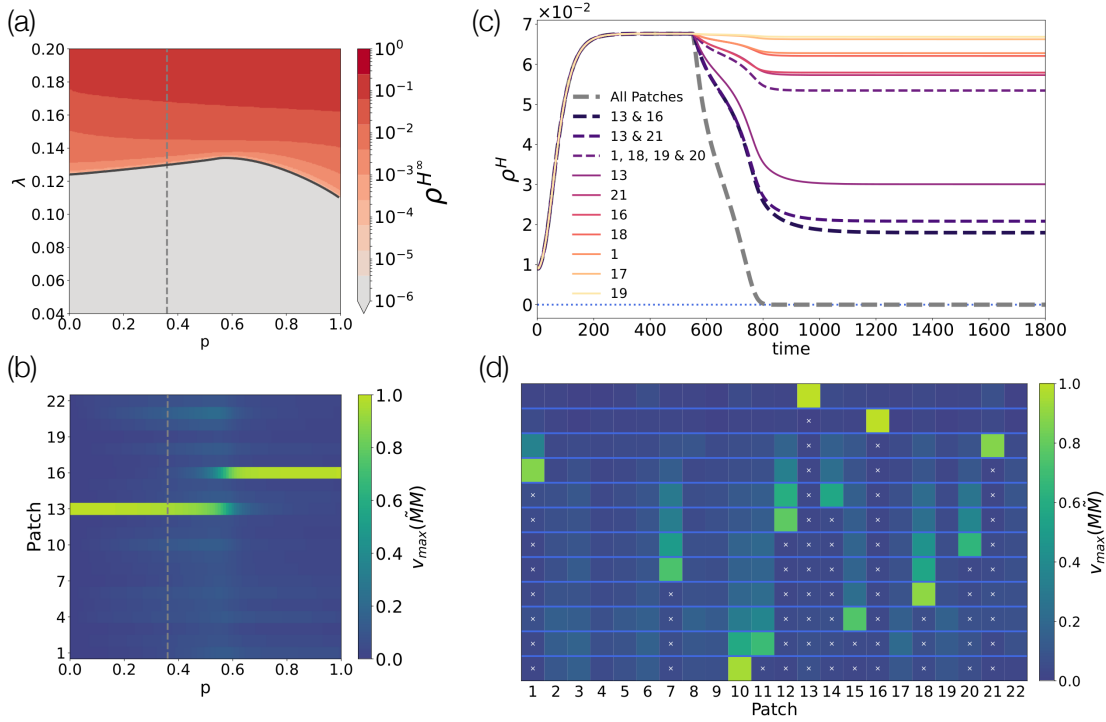 (a)
0.20
0.18
0.16
0.14
0.12
0.10
0.08
0.06
0.04
λ
0.0 0.2 0.4 0.6 0.8 1.0
p
10^0
10^-1
10^-2
10^-3
10^-4
10^-5
10^-6
ρ^H^∞
(b)
22
19
16
13
10
7
4
1
Patch
0.0 0.2 0.4 0.6 0.8 1.0
p
1.0
0.8
0.6
0.4
0.2
0.0
v_max(M̃M)
(c)
×10^-2
7
6
5
4
3
2
1
0
ρ^H
All Patches
13 & 16
13 & 21
1, 18, 19 & 20
13
21
16
18
1
17
19
0 200 400 600 800 1000 1200 1400 1600 1800
time
(d)
1 2 3 4 5 6 7 8 9 10 11 12 13 14 15 16 17 18 19 20 21 22
Patch
1.0
0.8
0.6
0.4
0.2
0.0
v_max(M̃M)